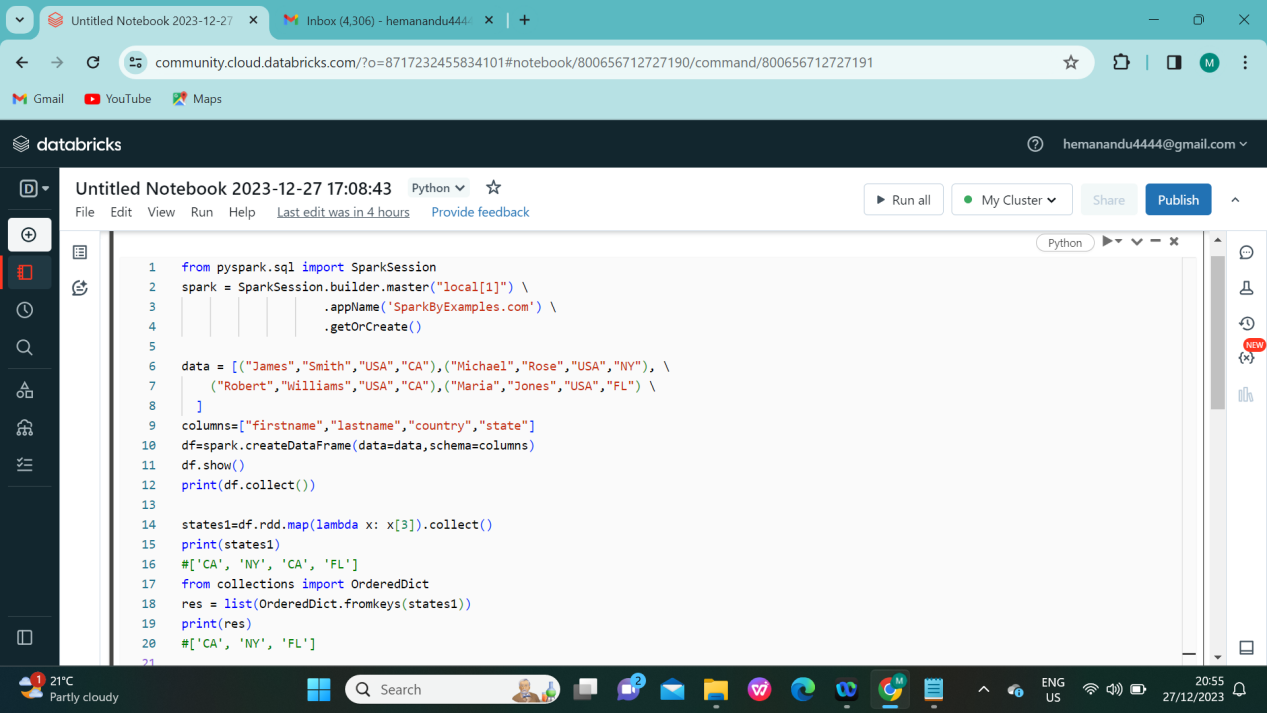 Untitled Notebook 2023-12-27
Inbox (4,306) - hemanandu444
community.cloud.databricks.com/?o=8717232455834101#notebook/800656712727190/command/800656712727191
M
Gmail
YouTube
Maps
databricks
hemanandu4444@gmail.com
D
Untitled Notebook 2023-12-27 17:08:43
Python
File Edit View Run Help Last edit was in 4 hours Provide feedback
Run all
My Cluster
Share
Publish
Python
NEW
1 from pyspark.sql import SparkSession
2 spark = SparkSession.builder.master("local[1]") \
3 .appName('SparkByExamples.com') \
4 .getOrCreate()
5
6 data = [("James","Smith","USA","CA"),("Michael","Rose","USA","NY"), \
7 ("Robert","Williams","USA","CA"),("Maria","Jones","USA","FL") \
8 ]
9 columns=["firstname","lastname","country","state"]
10 df=spark.createDataFrame(data=data,schema=columns)
11 df.show()
12 print(df.collect())
13
14 states1=df.rdd.map(lambda x: x[3]).collect()
15 print(states1)
16 #['CA', 'NY', 'CA', 'FL']
17 from collections import OrderedDict
18 res = list(OrderedDict.fromkeys(states1))
19 print(res)
20 #['CA', 'NY', 'FL']
21
1
21°C
Partly cloudy
Search
2
M
ENG
US
20:55
27/12/2023